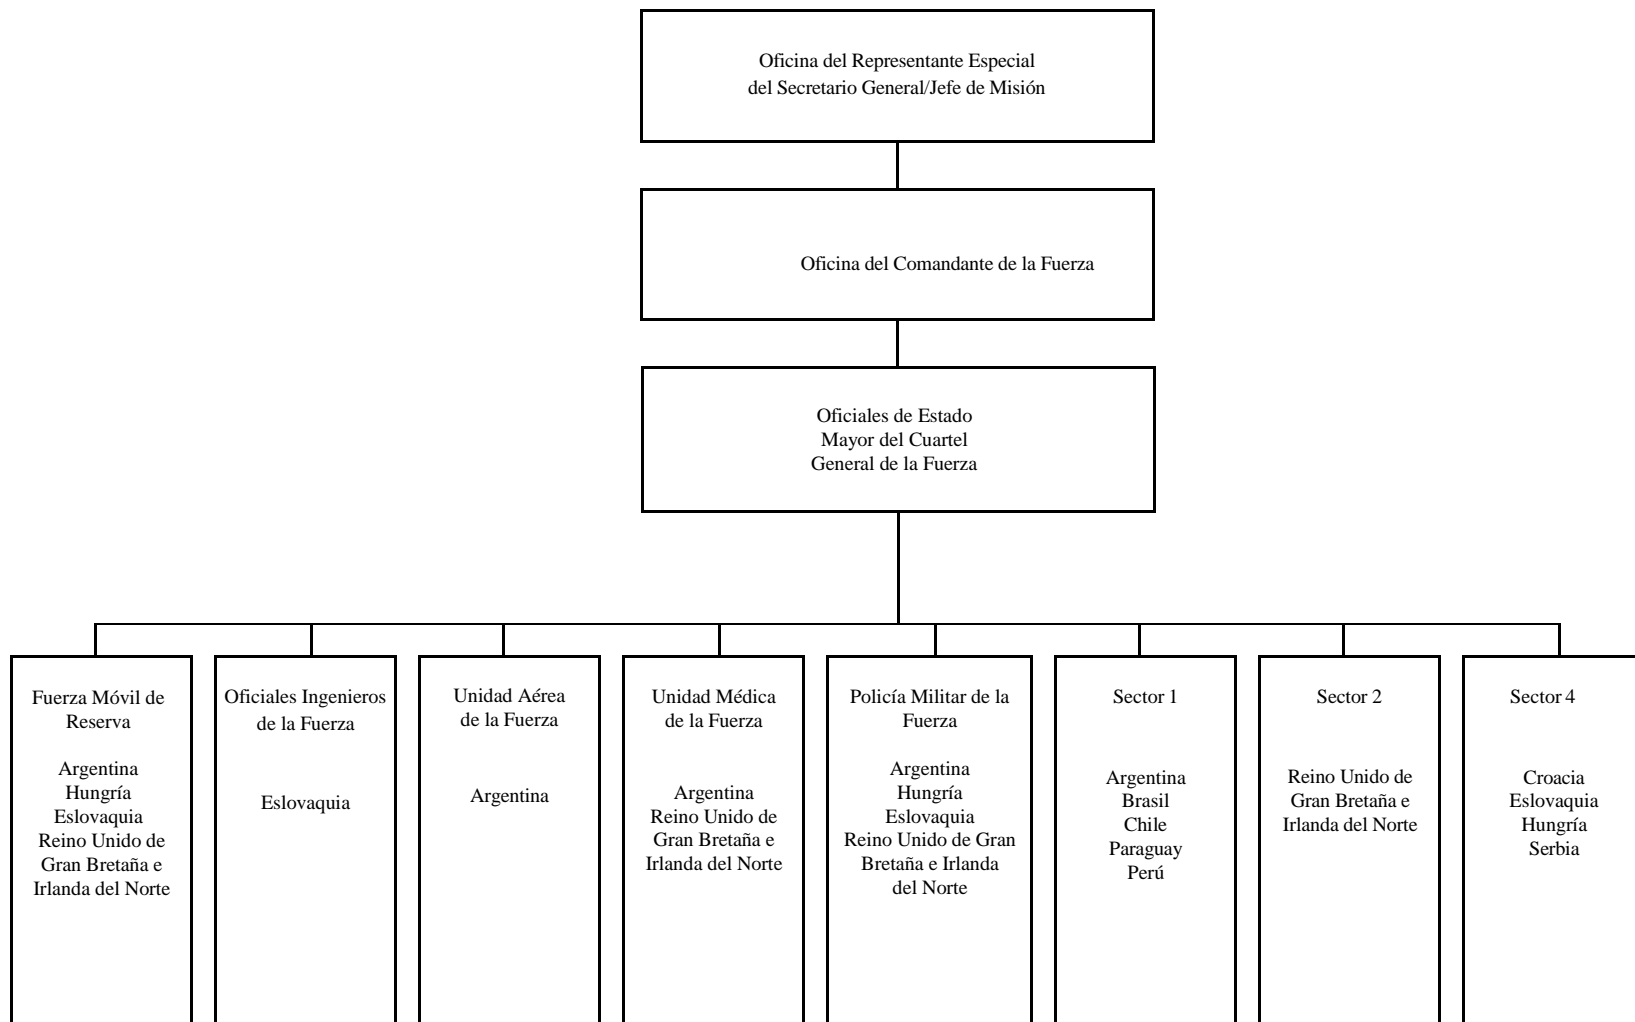 Oficina del Representante Especial
del Secretario General/Jefe de Misión
Oficina del Comandante de la Fuerza
Oficiales de Estado
Mayor del Cuartel
General de la Fuerza
Fuerza Móvil de
Reserva
Argentina
Hungría
Eslovaquia
Reino Unido de
Gran Bretaña e
Irlanda del Norte
Oficiales Ingenieros
de la Fuerza
Eslovaquia
Unidad Aérea
de la Fuerza
Argentina
Unidad Médica
de la Fuerza
Argentina
Reino Unido de
Gran Bretaña e
Irlanda del Norte
Policía Militar de la
Fuerza
Argentina
Hungría
Eslovaquia
Reino Unido de Gran
Bretaña e Irlanda
del Norte
Sector 1
Argentina
Brasil
Chile
Paraguay
Perú
Sector 2
Reino Unido de
Gran Bretaña e
Irlanda del Norte
Sector 4
Croacia
Eslovaquia
Hungría
Serbia